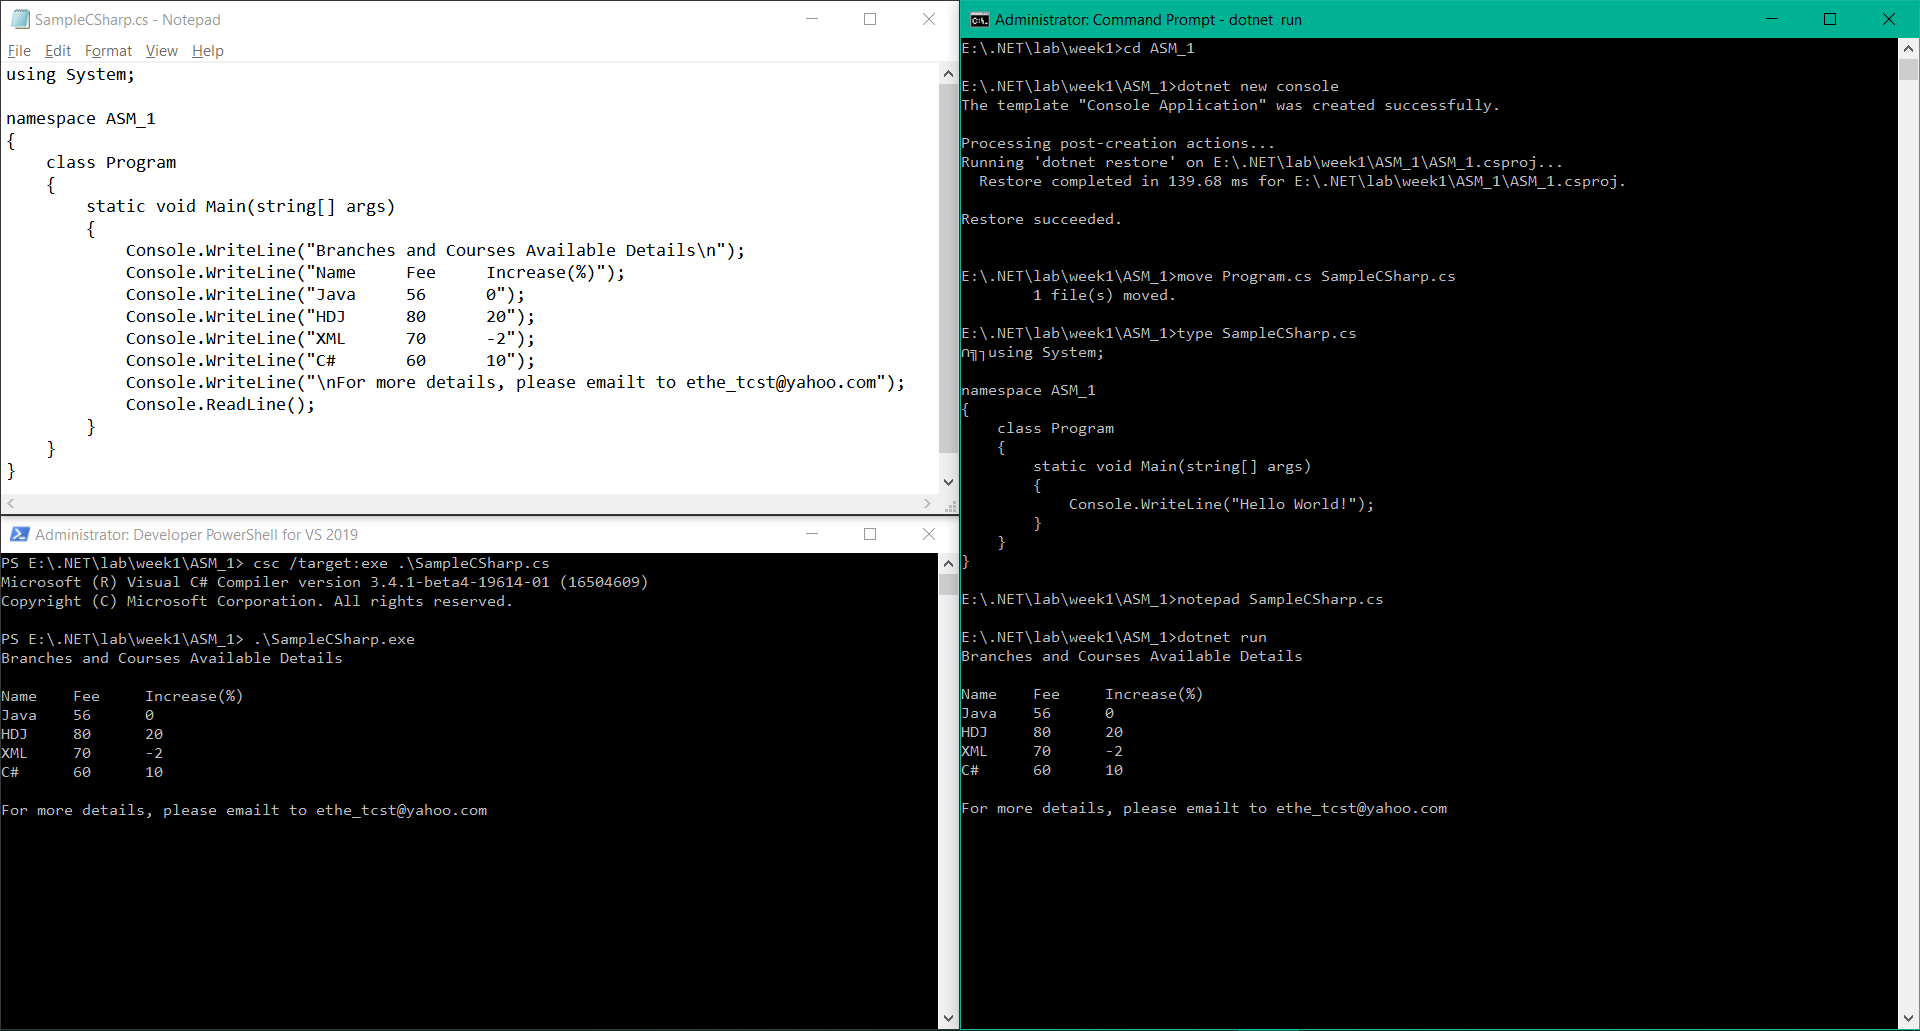 SampleCSharp.cs - Notepad
File Edit Format View Help
using System;

namespace ASM_1
{
    class Program
    {
        static void Main(string[] args)
        {
            Console.WriteLine("Branches and Courses Available Details\n");
            Console.WriteLine("Name     Fee     Increase(%)");
            Console.WriteLine("Java     56      0");
            Console.WriteLine("HDJ      80      20");
            Console.WriteLine("XML      70      -2");
            Console.WriteLine("C#       60      10");
            Console.WriteLine("\nFor more details, please emailt to ethe_tcst@yahoo.com");
            Console.ReadLine();
        }
    }
}
Administrator: Developer PowerShell for VS 2019
PS E:\.NET\lab\week1\ASM_1> csc /target:exe .\SampleCSharp.cs
Microsoft (R) Visual C# Compiler version 3.4.1-beta4-19614-01 (16504609)
Copyright (C) Microsoft Corporation. All rights reserved.

PS E:\.NET\lab\week1\ASM_1> .\SampleCSharp.exe
Branches and Courses Available Details

Name    Fee     Increase(%)
Java    56      0
HDJ     80      20
XML     70      -2
C#      60      10

For more details, please emailt to ethe_tcst@yahoo.com
Administrator: Command Prompt - dotnet  run
E:\.NET\lab\week1>cd ASM_1

E:\.NET\lab\week1\ASM_1>dotnet new console
The template "Console Application" was created successfully.

Processing post-creation actions...
Running 'dotnet restore' on E:\.NET\lab\week1\ASM_1\ASM_1.csproj...
  Restore completed in 139.68 ms for E:\.NET\lab\week1\ASM_1\ASM_1.csproj.

Restore succeeded.


E:\.NET\lab\week1\ASM_1>move Program.cs SampleCSharp.cs
        1 file(s) moved.

E:\.NET\lab\week1\ASM_1>type SampleCSharp.cs
∩╗┐using System;

namespace ASM_1
{
    class Program
    {
        static void Main(string[] args)
        {
            Console.WriteLine("Hello World!");
        }
    }
}

E:\.NET\lab\week1\ASM_1>notepad SampleCSharp.cs

E:\.NET\lab\week1\ASM_1>dotnet run
Branches and Courses Available Details

Name    Fee     Increase(%)
Java    56      0
HDJ     80      20
XML     70      -2
C#      60      10

For more details, please emailt to ethe_tcst@yahoo.com